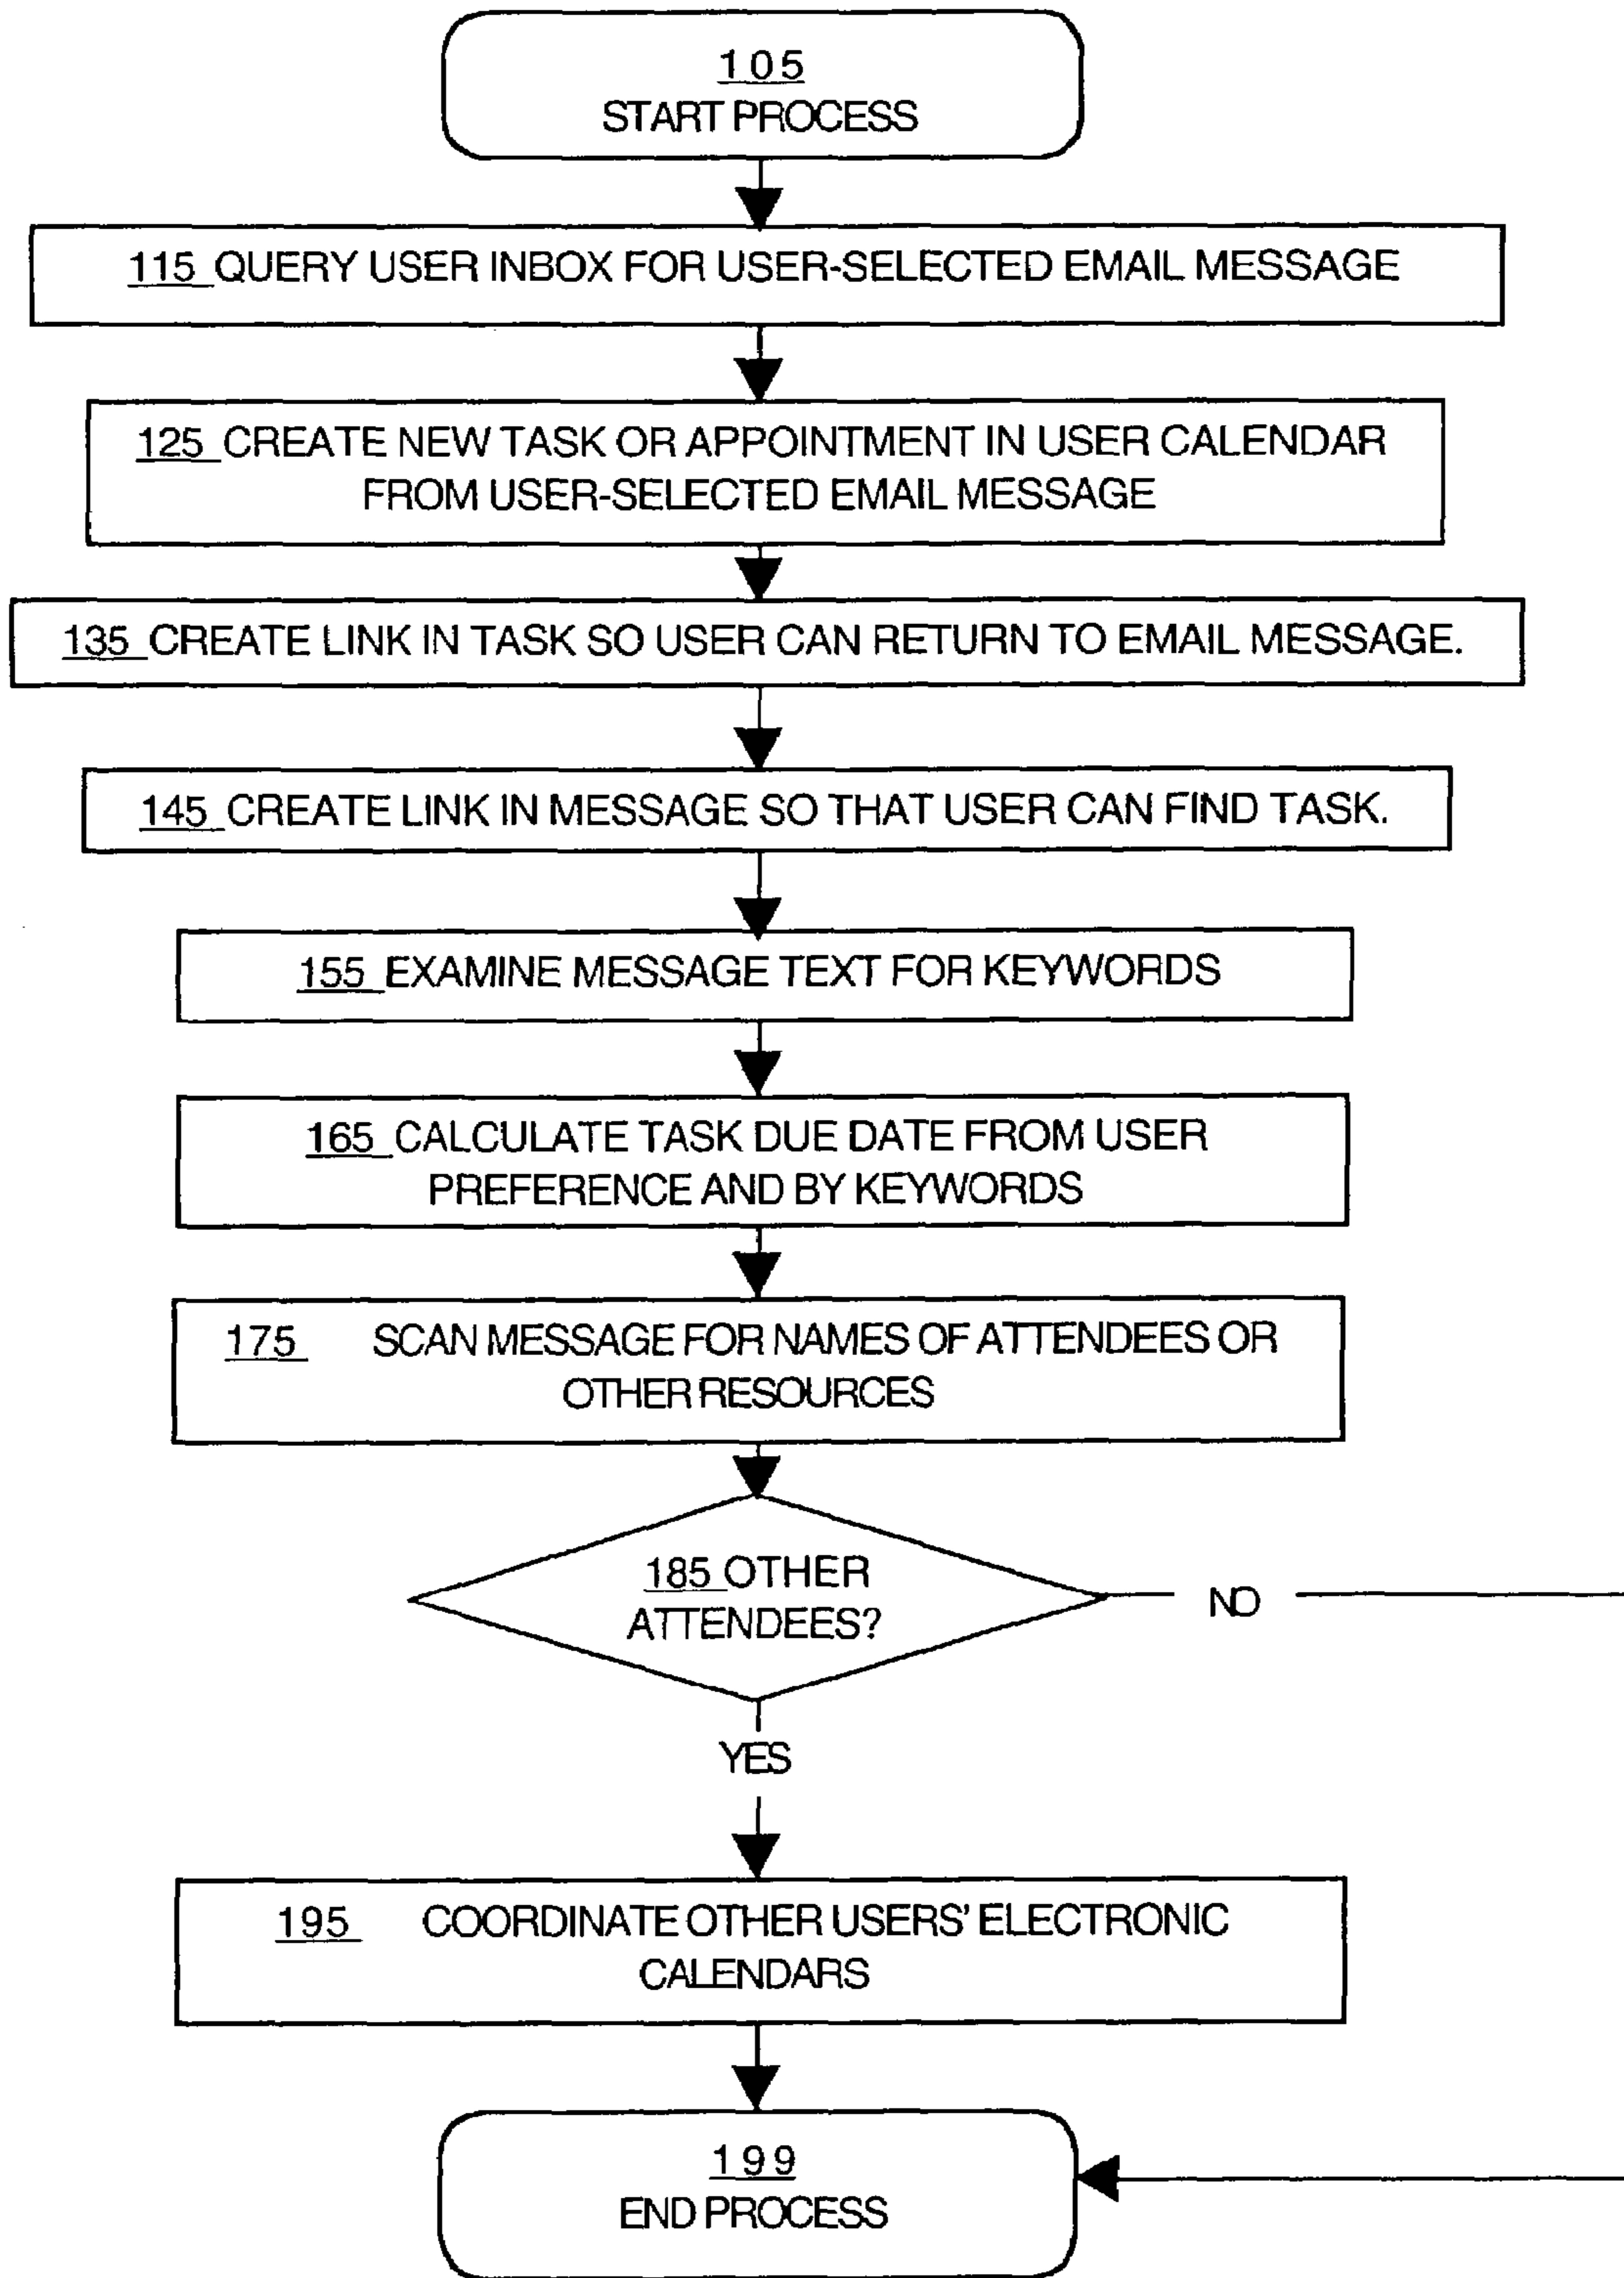 105
START PROCESS
115 QUERY USER INBOX FOR USER-SELECTED EMAIL MESSAGE
125 CREATE NEW TASK OR APPOINTMENT IN USER CALENDAR
FROM USER-SELECTED EMAIL MESSAGE
135 CREATE LINK IN TASK SO USER CAN RETURN TO EMAIL MESSAGE.
145 CREATE LINK IN MESSAGE SO THAT USER CAN FIND TASK.
155 EXAMINE MESSAGE TEXT FOR KEYWORDS
165 CALCULATE TASK DUE DATE FROM USER
PREFERENCE AND BY KEYWORDS
175 SCAN MESSAGE FOR NAMES OF ATTENDEES OR
OTHER RESOURCES
185 OTHER
ATTENDEES?
NO
YES
195 COORDINATE OTHER USERS' ELECTRONIC
CALENDARS
199
END PROCESS